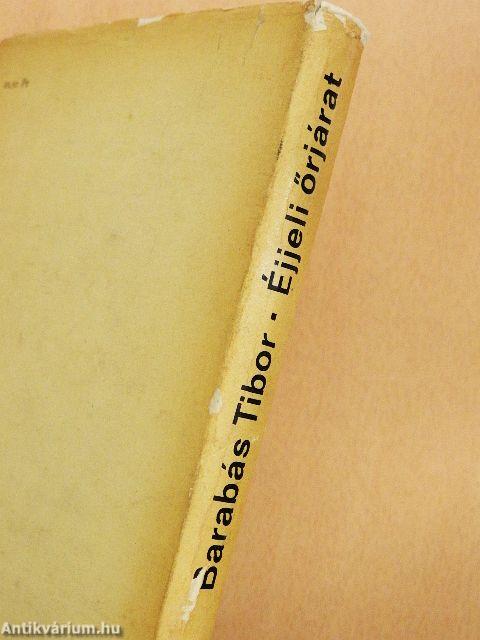 Barabás Tibor · Éjjeli őrjárat
Antikvárium.hu